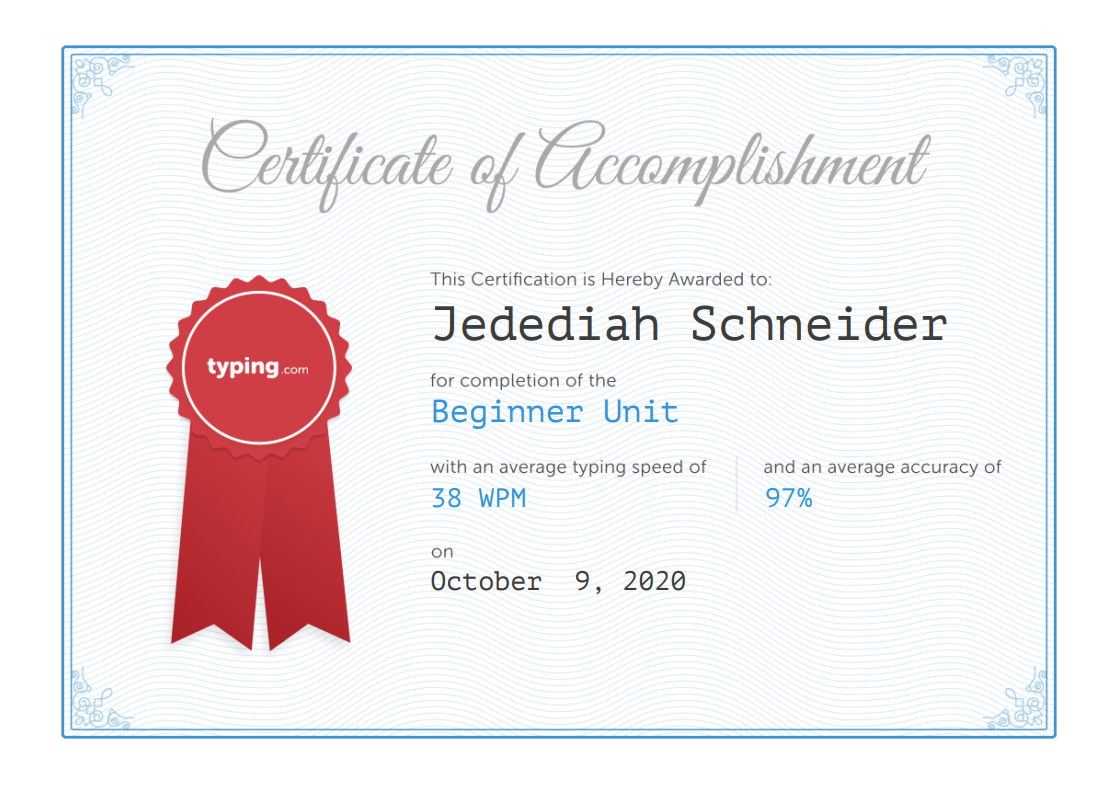 Certificate of Accomplishment
This Certification is Hereby Awarded to:
Jedediah Schneider
typing.com
for completion of the
Beginner Unit
with an average typing speed of
38 WPM
and an average accuracy of
97%
on
October  9, 2020